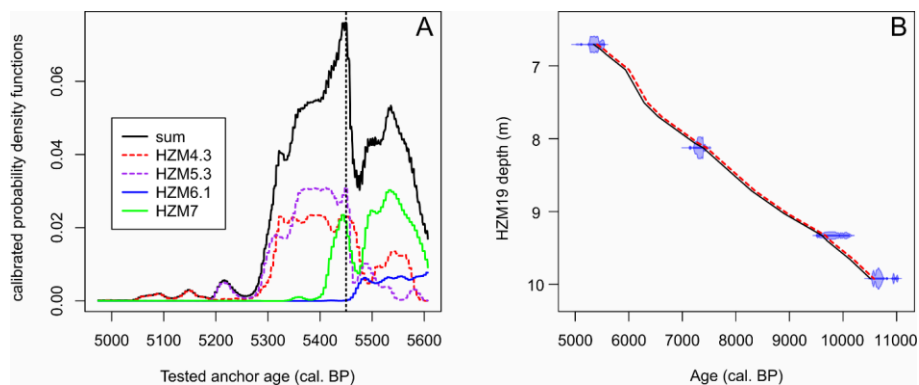 A
calibrated probability density functions
0.06
0.04
0.02
0.00
sum
HZM4.3
HZM5.3
HZM6.1
HZM7
5000 5100 5200 5300 5400 5500 5600
Tested anchor age (cal. BP)
B
HZM19 depth (m)
7
8
9
10
5000 6000 7000 8000 9000 10000 11000
Age (cal. BP)